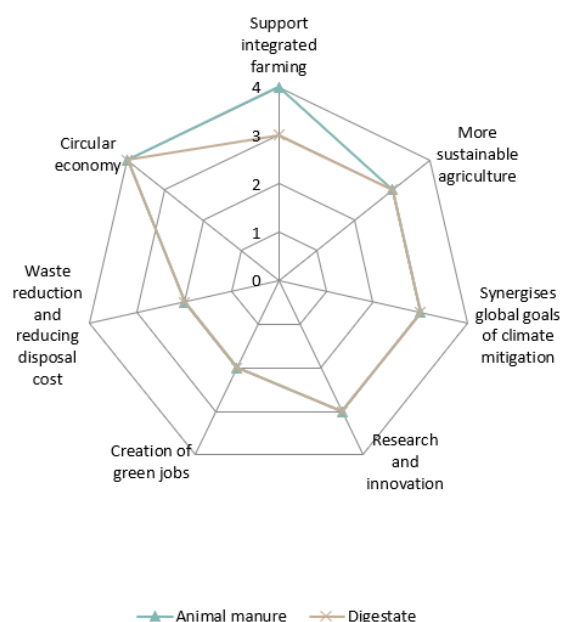 Support
integrated
farming
4
3
2
1
0
More
sustainable
agriculture
Synergises
global goals
of climate
mitigation
Research
and
innovation
Creation of
green jobs
Waste
reduction
and
reducing
disposal
cost
Circular
economy
Animal manure
Digestate